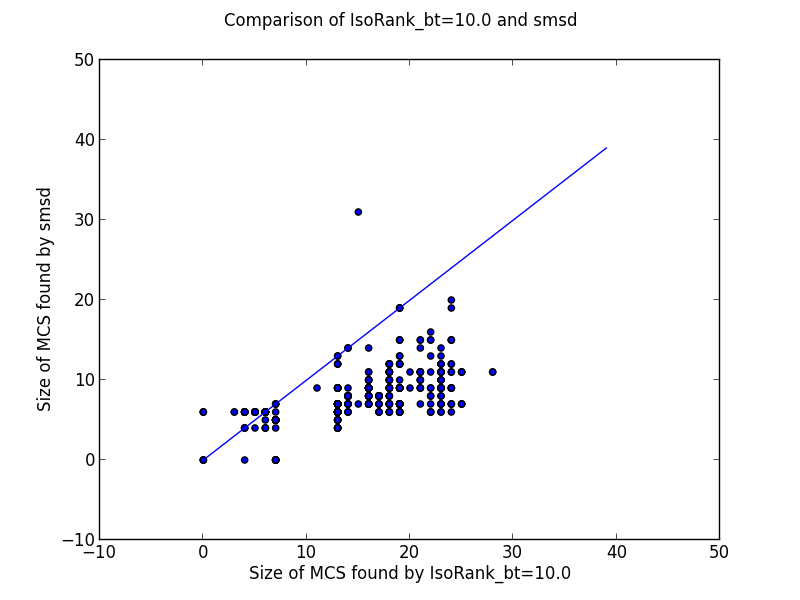 Comparison of IsoRank_bt=10.0 and smsd
Size of MCS found by smsd
50
40
30
20
10
0
−10
−10 0 10 20 30 40 50
Size of MCS found by IsoRank_bt=10.0